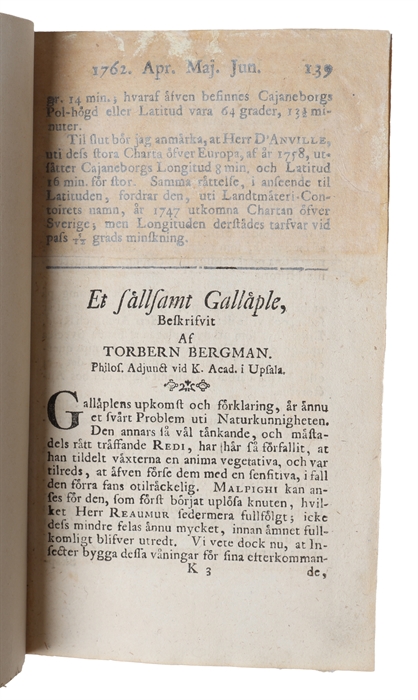 1762. Apr. Maj. Jun. 139
gr. 14 min.; hvaraf åfven befinnes Cajaneborgs
Pol-högd eller Latitud vara 64 grader, 13½ mi-
nuter.
Til slut bör jag anmärka, at Herr D'ANVILLE,
uti dess stora Charta öfver Europa, af år 1758, ut-
sätter Cajaneborgs Longitud 8 min. och Latitud
16 min. för stor. Samma rättelse, i anseende til
Latituden, fordrar den, uti Landtmäteri-Con-
toirets namn, år 1747 utkomna Chartan öfver
Sverige; men Longituden derstädes tarfvar vid
pass 1/12 grads minskning.
Et sällsamt Galläple,
Beskrifvit
Af
TORBERN BERGMAN.
Philos. Adjunct vid K. Acad. i Upsala.
Galläplens upkomst och förklaring, är ännu
et svårt Problem uti Naturkunnigheten.
Den annars så väl tänkande, och mästa-
dels rätt träffande REDI, har här så förfallit, at
han tildelt växterna en anima vegetativa, och var
tilreds, at äfven förse dem med en sensitiva, i fall
den förra fans otilräckelig. MALPIGHI kan an-
ses för den, som först börjat uplösa knuten, hvil-
ket Herr REAUMUR sedermera fullfölgt; icke
dess mindre felas ännu mycket, innan ämnet full-
komligt blifver utredt. Vi vete dock nu, at In-
secter bygga dessa våningar för sina efterkomman-
K 3 de,